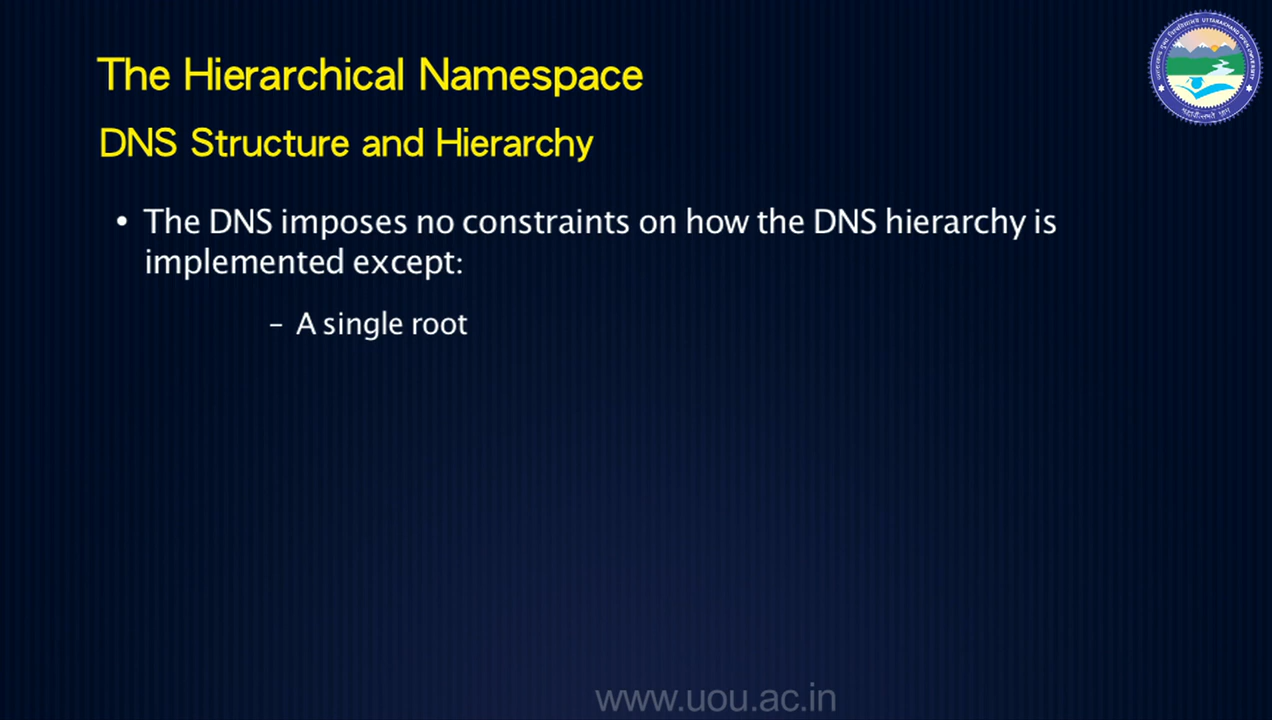 The Hierarchical Namespace
DNS Structure and Hierarchy
• The DNS imposes no constraints on how the DNS hierarchy is
implemented except:
– A single root
www.uou.ac.in